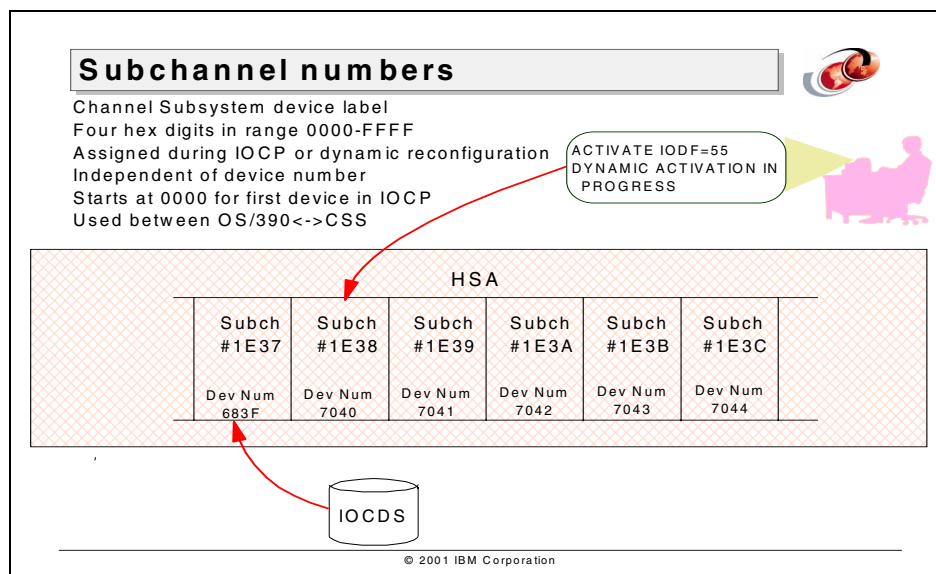 Subchannel numbers
Channel Subsystem device label
Four hex digits in range 0000-FFFF
Assigned during IOCP or dynamic reconfiguration
Independent of device number
Starts at 0000 for first device in IOCP
Used between OS/390<->CSS
ACTIVATE IODF=55
DYNAMIC ACTIVATION IN
PROGRESS
HSA
Subch #1E37
Subch #1E38
Subch #1E39
Subch #1E3A
Subch #1E3B
Subch #1E3C
Dev Num 683F
Dev Num 7040
Dev Num 7041
Dev Num 7042
Dev Num 7043
Dev Num 7044
,
IOCDS
© 2001 IBM Corporation